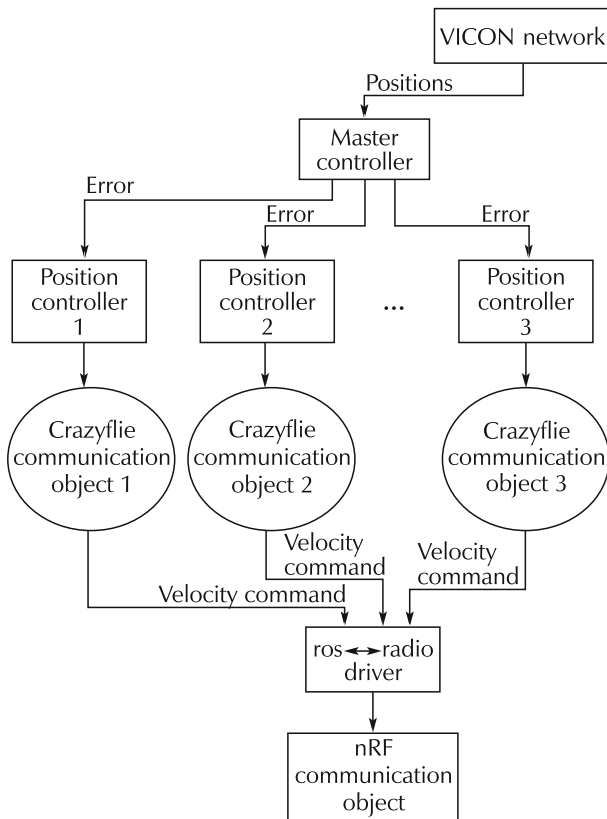 VICON network
Positions
Master
controller
Error
Error
Error
Position
controller
1
Position
controller
2
...
Position
controller
3
Crazyflie
communication
object 1
Crazyflie
communication
object 2
Crazyflie
communication
object 3
Velocity command
Velocity
command
Velocity
command
ros radio
driver
nRF
communication
object